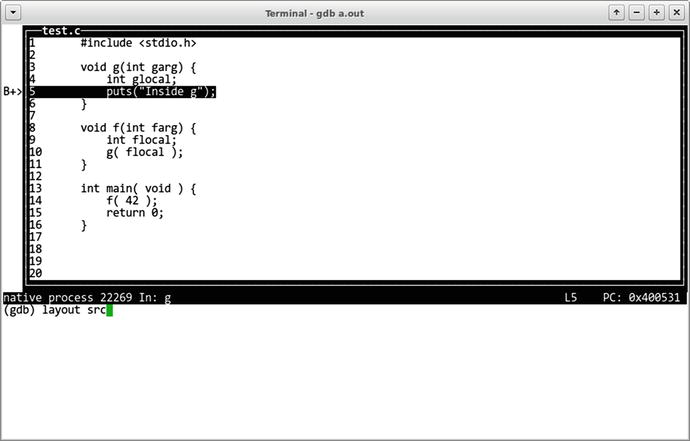 Terminal - gdb a.out
test.c
1 #include <stdio.h>
2
3 void g(int garg) {
4 int glocal;
B+> 5 puts("Inside g");
6 }
7
8 void f(int farg) {
9 int flocal;
10 g( flocal );
11 }
12
13 int main( void ) {
14 f( 42 );
15 return 0;
16 }
17
18
19
20
native process 22269 In: g L5 PC: 0x400531
(gdb) layout src